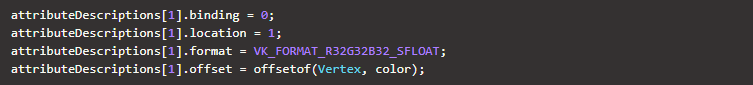 attributeDescriptions[1].binding = 0;
attributeDescriptions[1].location = 1;
attributeDescriptions[1].format = VK_FORMAT_R32G32B32_SFLOAT;
attributeDescriptions[1].offset = offsetof(Vertex, color);